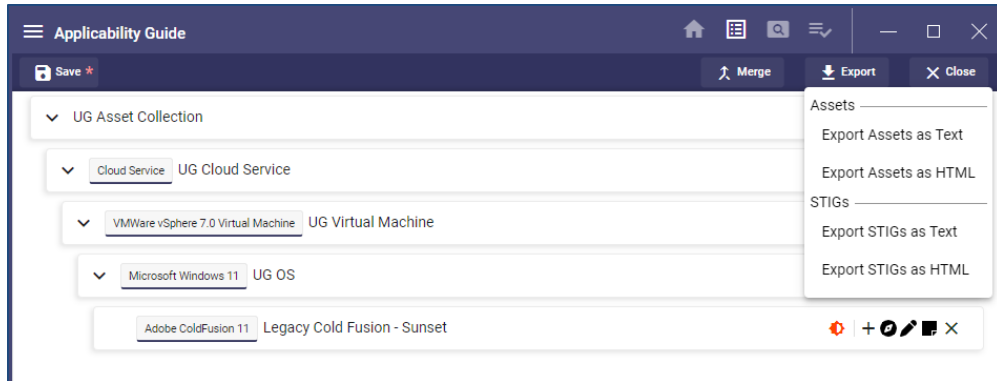 Applicability Guide
Save *
Merge
Export
Close
UG Asset Collection
Assets
Export Assets as Text
Cloud Service UG Cloud Service
Export Assets as HTML
STIGs
VMWare vSphere 7.0 Virtual Machine UG Virtual Machine
Export STIGs as Text
Microsoft Windows 11 UG OS
Export STIGs as HTML
Adobe ColdFusion 11 Legacy Cold Fusion - Sunset